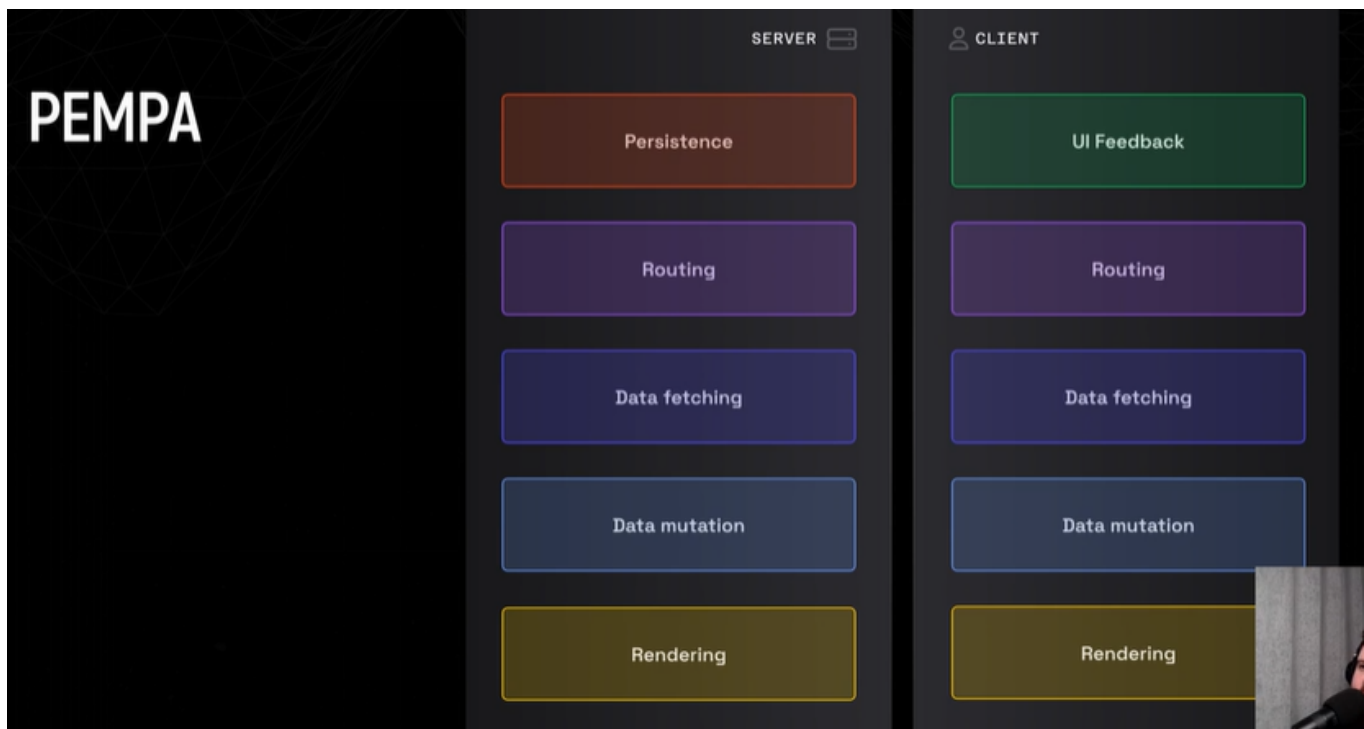 PEMPA
SERVER
Persistence
Routing
Data fetching
Data mutation
Rendering
CLIENT
UI Feedback
Routing
Data fetching
Data mutation
Rendering